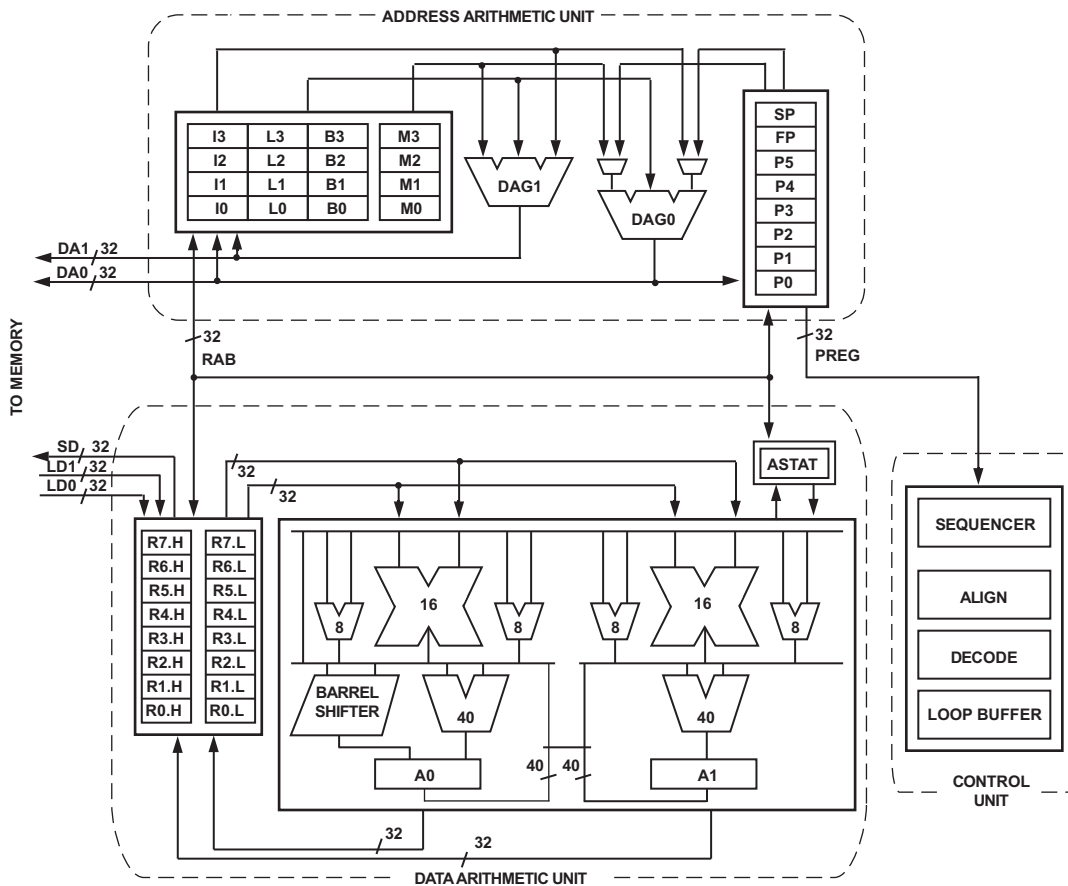 ADDRESS ARITHMETIC UNIT
I3 L3 B3 M3
I2 L2 B2 M2
I1 L1 B1 M1
I0 L0 B0 M0
DAG1
DAG0
SP
FP
P5
P4
P3
P2
P1
P0
DA1 32
DA0 32
TO MEMORY
32
RAB
32
PREG
SD 32
LD1 32
LD0 32
32
32
ASTAT
R7.H R7.L
R6.H R6.L
R5.H R5.L
R4.H R4.L
R3.H R3.L
R2.H R2.L
R1.H R1.L
R0.H R0.L
16
16
8
8
8
8
BARREL
SHIFTER
40
40
A0
40
40
A1
32
32
DATA ARITHMETIC UNIT
SEQUENCER
ALIGN
DECODE
LOOP BUFFER
CONTROL
UNIT